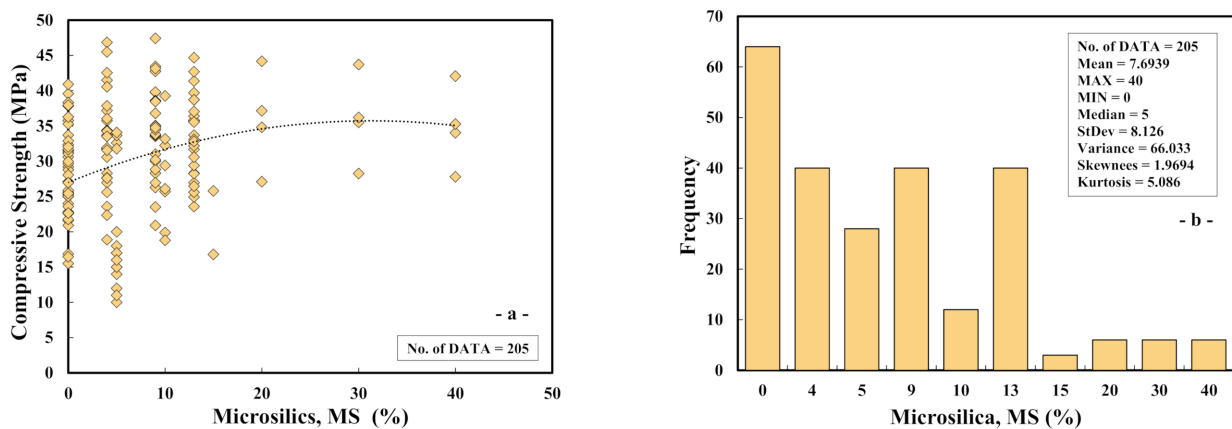 50
45
40
35
30
25
20
15
10
5
0
Compressive Strength (MPa)
- a -
No. of DATA = 205
0 10 20 30 40 50
Microsilics, MS (%)
70
60
50
40
30
20
10
0
Frequency
No. of DATA = 205
Mean = 7.6939
MAX = 40
MIN = 0
Median = 5
StDev = 8.126
Variance = 66.033
Skewnees = 1.9694
Kurtosis = 5.086
- b -
0 4 5 9 10 13 15 20 30 40
Microsilica, MS (%)